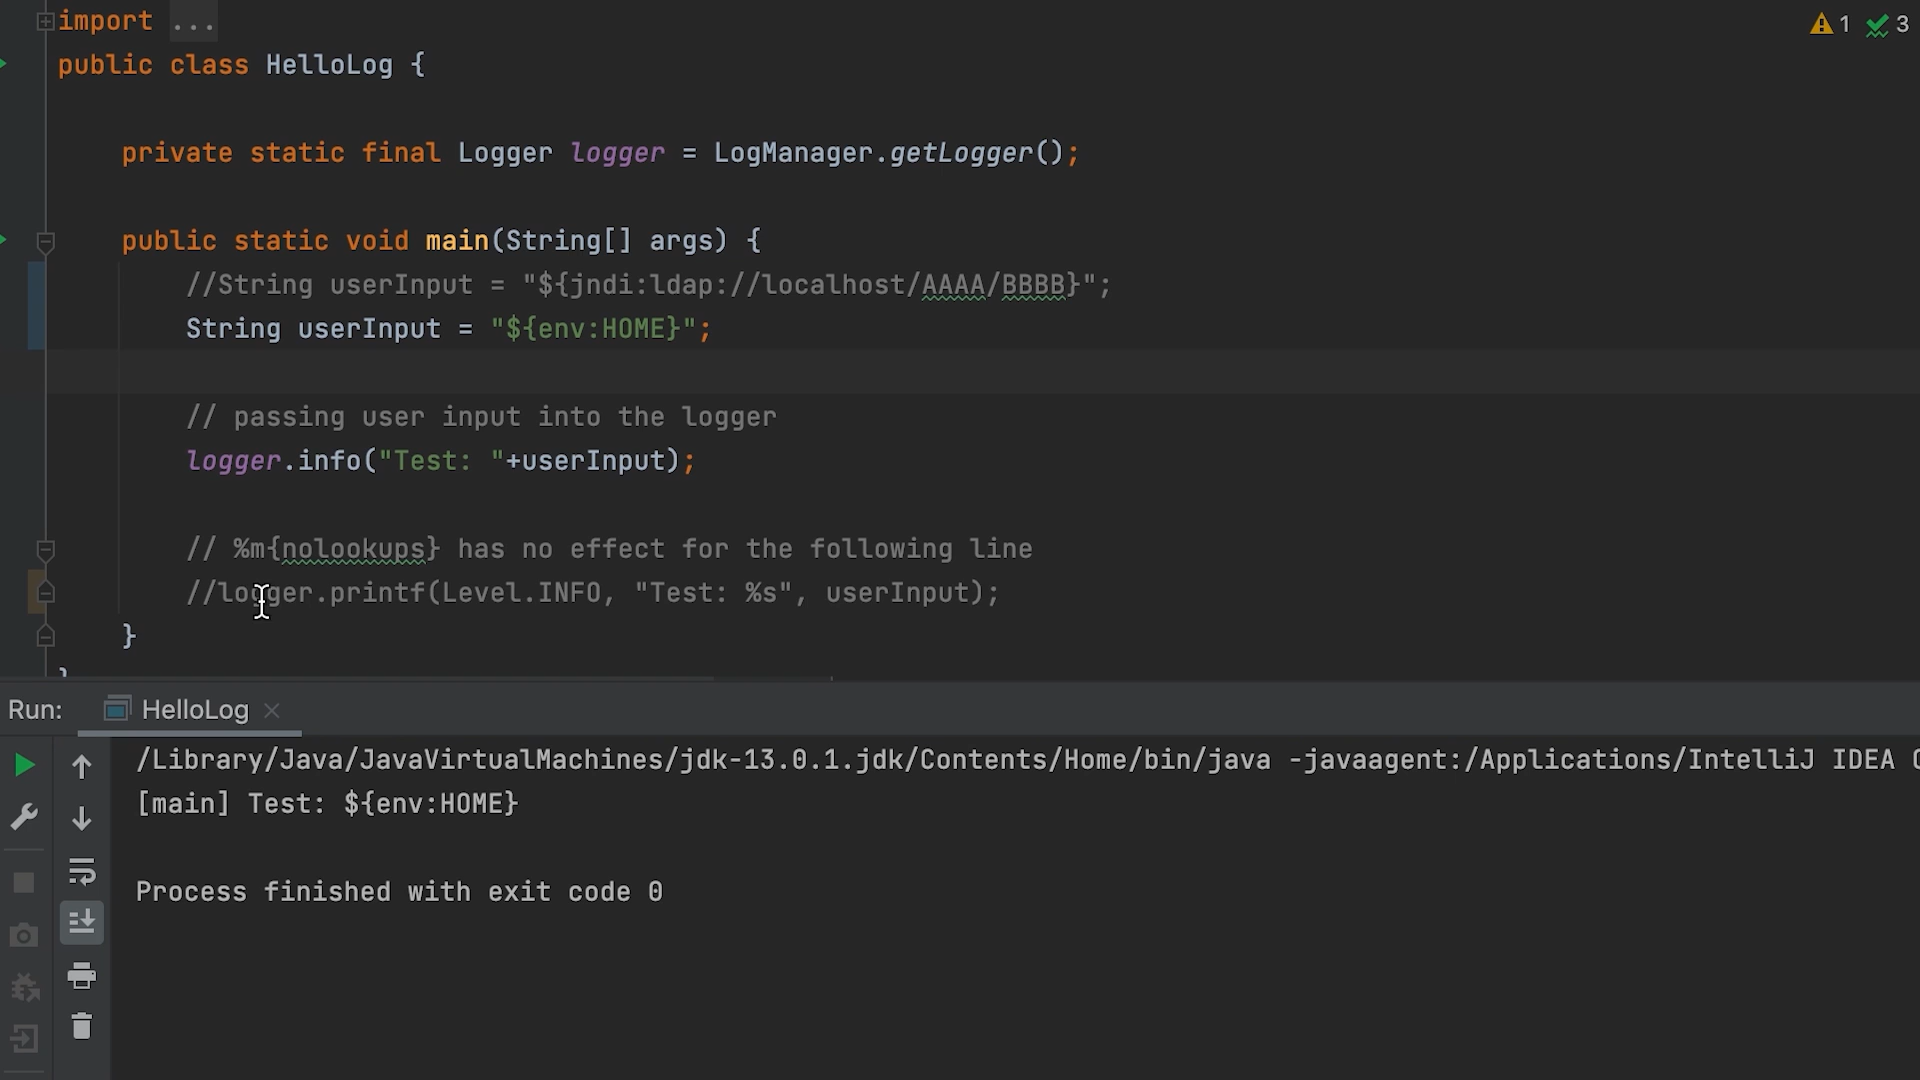 import ...
1 3
public class HelloLog {
private static final Logger logger = LogManager.getLogger();
public static void main(String[] args) {
//String userInput = "${jndi:ldap://localhost/AAAA/BBBB}";
String userInput = "${env:HOME}";
// passing user input into the logger
logger.info("Test: "+userInput);
// %m{nolookups} has no effect for the following line
//logger.printf(Level.INFO, "Test: %s", userInput);
}
Run: HelloLog
/Library/Java/JavaVirtualMachines/jdk-13.0.1.jdk/Contents/Home/bin/java -javaagent:/Applications/IntelliJ IDEA
[main] Test: ${env:HOME}
Process finished with exit code 0